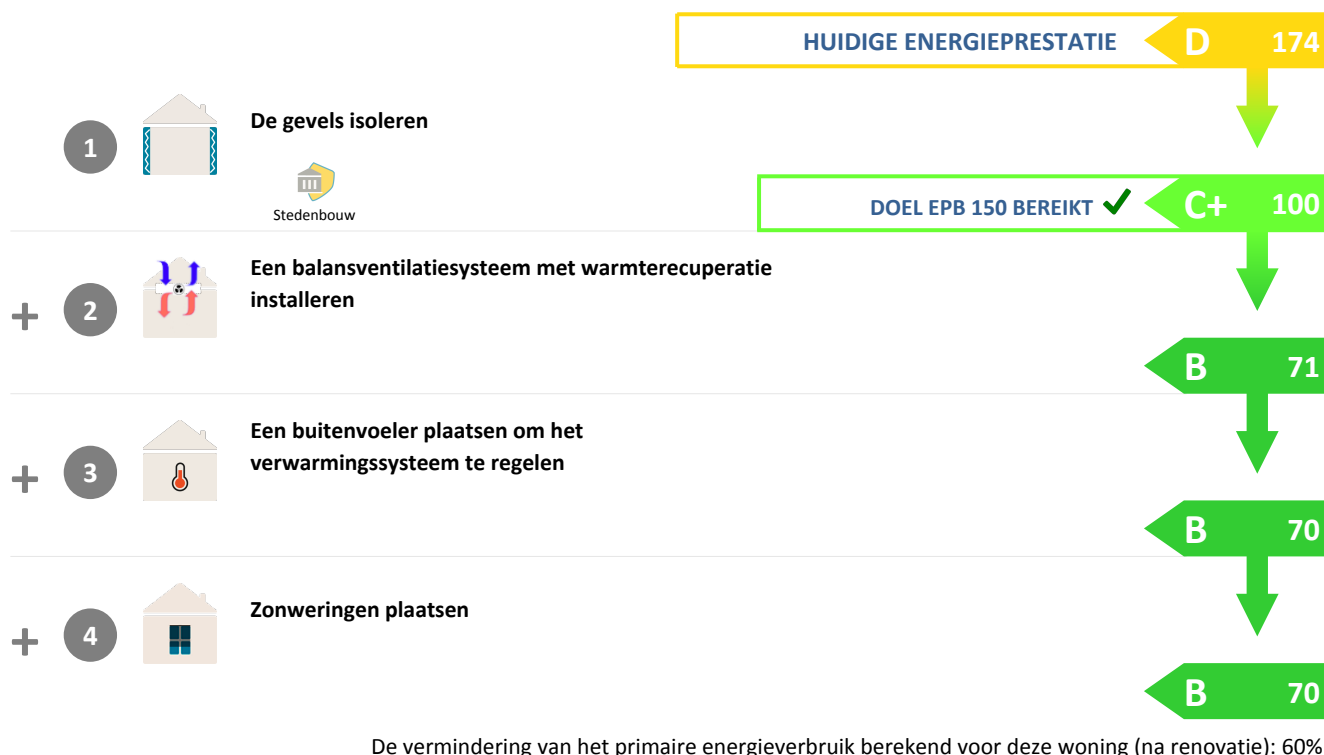 HUIDIGE ENERGIEPRESTATIE D 174
1 De gevels isoleren
Stedenbouw
DOEL EPB 150 BEREIKT C+ 100
+ 2 Een balansventilatiesysteem met warmterecuperatie
installeren
B 71
+ 3 Een buitenvoeler plaatsen om het
verwarmingssysteem te regelen
B 70
+ 4 Zonweringen plaatsen
B 70
De vermindering van het primaire energieverbruik berekend voor deze woning (na renovatie): 60%